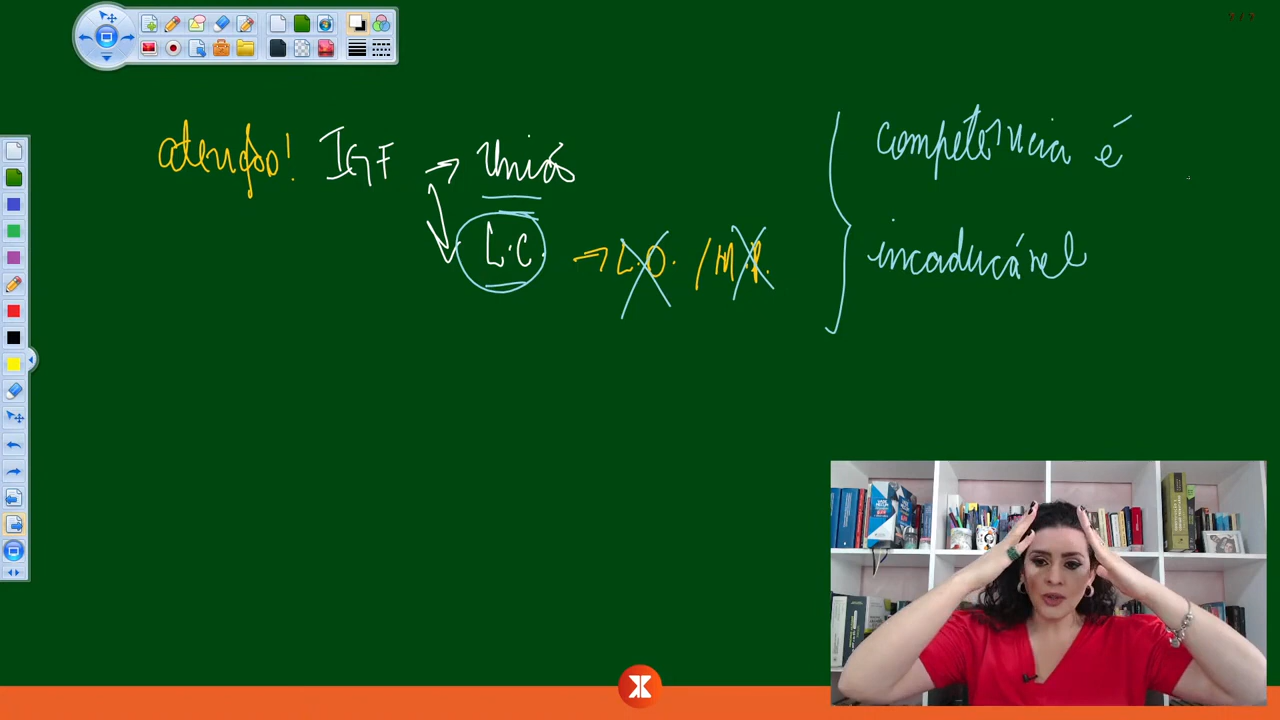 atenção! IGF → União
L.C. → L.O. / M.P.
competência é
incaducável